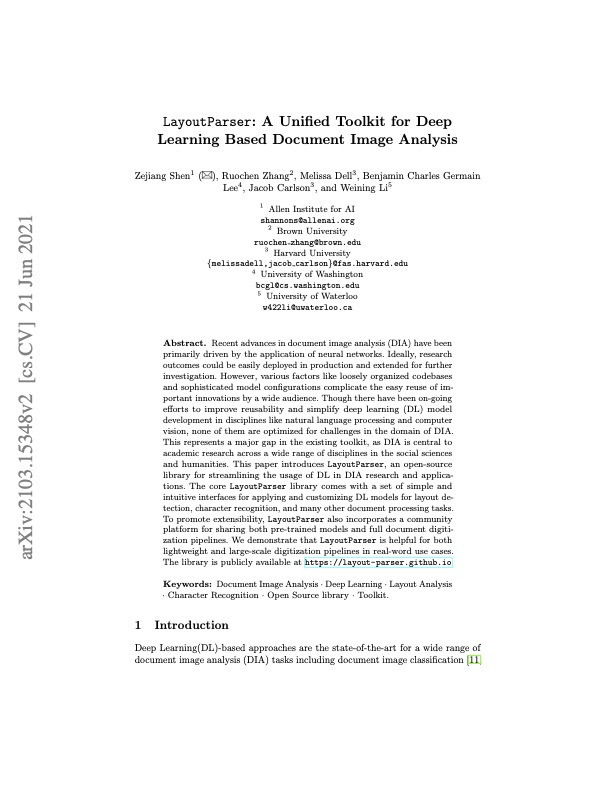 arXiv:2103.15348v2 [cs.CV] 21 Jun 2021
LayoutParser: A Unified Toolkit for Deep
Learning Based Document Image Analysis
Zejiang Shen1 (✉), Ruochen Zhang2, Melissa Dell3, Benjamin Charles Germain
Lee4, Jacob Carlson3, and Weining Li5
1 Allen Institute for AI
shannons@allenai.org
2 Brown University
ruochen_zhang@brown.edu
3 Harvard University
{melissadell,jacob_carlson}@fas.harvard.edu
4 University of Washington
bcgl@cs.washington.edu
5 University of Waterloo
w422li@uwaterloo.ca
Abstract. Recent advances in document image analysis (DIA) have been
primarily driven by the application of neural networks. Ideally, research
outcomes could be easily deployed in production and extended for further
investigation. However, various factors like loosely organized codebases
and sophisticated model configurations complicate the easy reuse of im-
portant innovations by a wide audience. Though there have been on-going
efforts to improve reusability and simplify deep learning (DL) model
development in disciplines like natural language processing and computer
vision, none of them are optimized for challenges in the domain of DIA.
This represents a major gap in the existing toolkit, as DIA is central to
academic research across a wide range of disciplines in the social sciences
and humanities. This paper introduces LayoutParser, an open-source
library for streamlining the usage of DL in DIA research and applica-
tions. The core LayoutParser library comes with a set of simple and
intuitive interfaces for applying and customizing DL models for layout de-
tection, character recognition, and many other document processing tasks.
To promote extensibility, LayoutParser also incorporates a community
platform for sharing both pre-trained models and full document digiti-
zation pipelines. We demonstrate that LayoutParser is helpful for both
lightweight and large-scale digitization pipelines in real-word use cases.
The library is publicly available at https://layout-parser.github.io
Keywords: Document Image Analysis · Deep Learning · Layout Analysis
· Character Recognition · Open Source library · Toolkit.
1 Introduction
Deep Learning(DL)-based approaches are the state-of-the-art for a wide range of
document image analysis (DIA) tasks including document image classification [11]